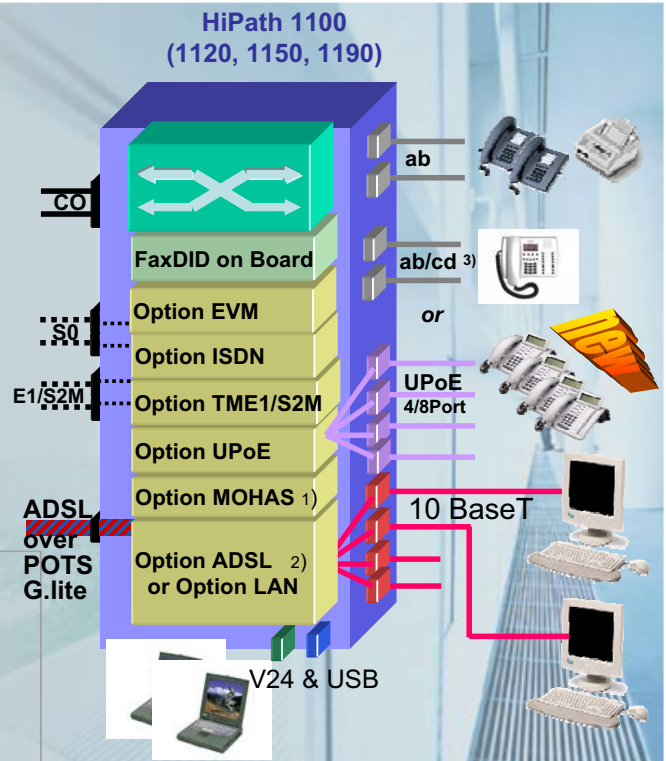 HiPath 1100
(1120, 1150, 1190)
ab
CO
FaxDID on Board
ab/cd 3)
Option EVM
or
S0
Option ISDN
new
E1/S2M
Option TME1/S2M
UPoE
4/8Port
Option UPoE
Option MOHAS 1)
10 BaseT
ADSL
over
POTS
G.lite
Option ADSL 2)
or Option LAN
V24 & USB